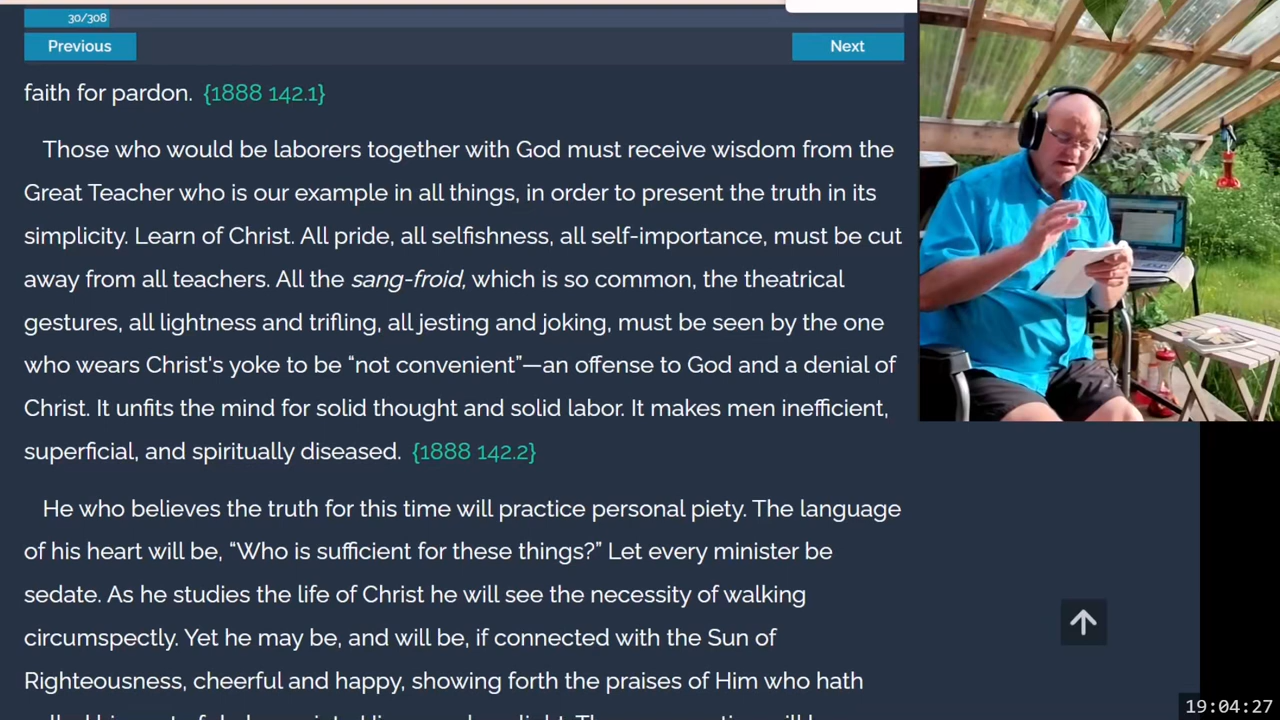 30/308
Previous
Next
faith for pardon. {1888 142.1}
Those who would be laborers together with God must receive wisdom from the
Great Teacher who is our example in all things, in order to present the truth in its
simplicity. Learn of Christ. All pride, all selfishness, all self-importance, must be cut
away from all teachers. All the sang-froid, which is so common, the theatrical
gestures, all lightness and trifling, all jesting and joking, must be seen by the one
who wears Christ's yoke to be “not convenient”—an offense to God and a denial of
Christ. It unfits the mind for solid thought and solid labor. It makes men inefficient,
superficial, and spiritually diseased. {1888 142.2}
He who believes the truth for this time will practice personal piety. The language
of his heart will be, “Who is sufficient for these things?” Let every minister be
sedate. As he studies the life of Christ he will see the necessity of walking
circumspectly. Yet he may be, and will be, if connected with the Sun of
Righteousness, cheerful and happy, showing forth the praises of Him who hath
19:04:27